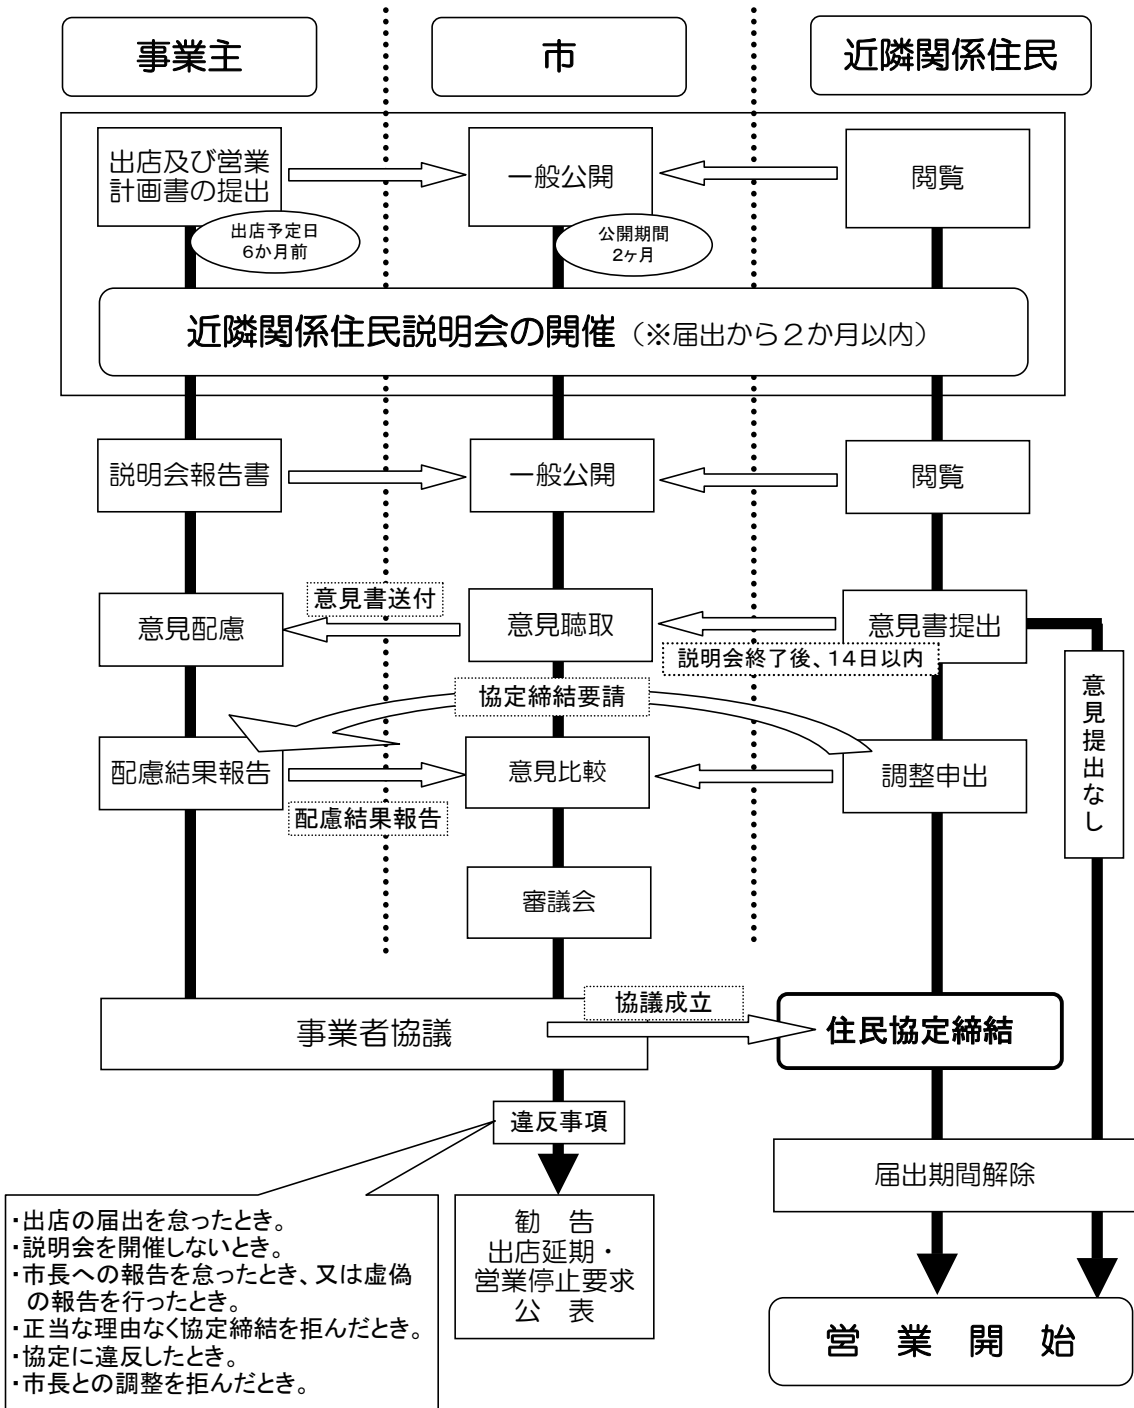 事業主
市
近隣関係住民
出店及び営業
計画書の提出
一般公開
閲覧
出店予定日
6か月前
公開期間
2ヶ月
近隣関係住民説明会の開催（※届出から２か月以内）
説明会報告書
一般公開
閲覧
意見書送付
意見配慮
意見聴取
意見書提出
説明会終了後、14日以内
意見提出なし
協定締結要請
配慮結果報告
意見比較
調整申出
配慮結果報告
審議会
協議成立
事業者協議
住民協定締結
違反事項
届出期間解除
・出店の届出を怠ったとき。
・説明会を開催しないとき。
・市長への報告を怠ったとき、又は虚偽
の報告を行ったとき。
・正当な理由なく協定締結を拒んだとき。
・協定に違反したとき。
・市長との調整を拒んだとき。
勧　告
出店延期・
営業停止要求
公　表
営　業　開　始